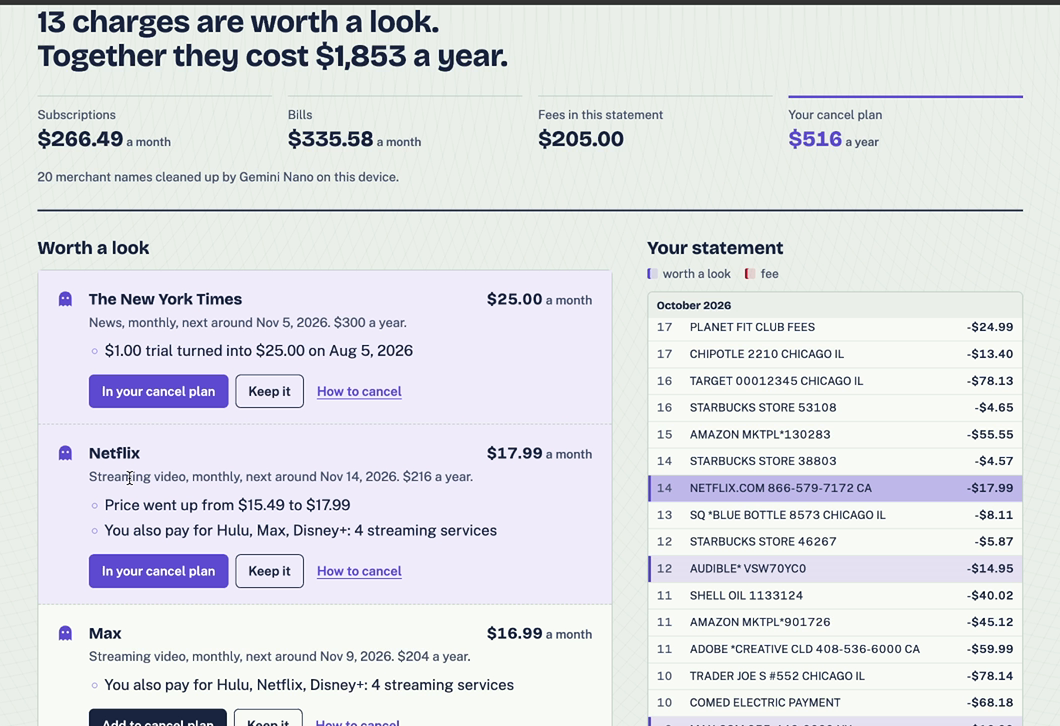 13 charges are worth a look.
Together they cost $1,853 a year.
Subscriptions
$266.49 a month
Bills
$335.58 a month
Fees in this statement
$205.00
Your cancel plan
$516 a year
20 merchant names cleaned up by Gemini Nano on this device.
Worth a look
The New York Times
$25.00 a month
News, monthly, next around Nov 5, 2026. $300 a year.
$1.00 trial turned into $25.00 on Aug 5, 2026
In your cancel plan
Keep it
How to cancel
Netflix
$17.99 a month
Streaming video, monthly, next around Nov 14, 2026. $216 a year.
Price went up from $15.49 to $17.99
You also pay for Hulu, Max, Disney+: 4 streaming services
In your cancel plan
Keep it
How to cancel
Max
$16.99 a month
Streaming video, monthly, next around Nov 9, 2026. $204 a year.
You also pay for Hulu, Netflix, Disney+: 4 streaming services
Add to cancel plan
Keep it
How to cancel
Your statement
worth a look
fee
October 2026
17 PLANET FIT CLUB FEES -$24.99
17 CHIPOTLE 2210 CHICAGO IL -$13.40
16 TARGET 00012345 CHICAGO IL -$78.13
16 STARBUCKS STORE 53108 -$4.65
15 AMAZON MKTPL*130283 -$55.55
14 STARBUCKS STORE 38803 -$4.57
14 NETFLIX.COM 866-579-7172 CA -$17.99
13 SQ *BLUE BOTTLE 8573 CHICAGO IL -$8.11
12 STARBUCKS STORE 46267 -$5.87
12 AUDIBLE* VSW70YC0 -$14.95
11 SHELL OIL 1133124 -$40.02
11 AMAZON MKTPL*901726 -$45.12
11 ADOBE *CREATIVE CLD 408-536-6000 CA -$59.99
10 TRADER JOE S #552 CHICAGO IL -$78.14
10 COMED ELECTRIC PAYMENT -$68.18